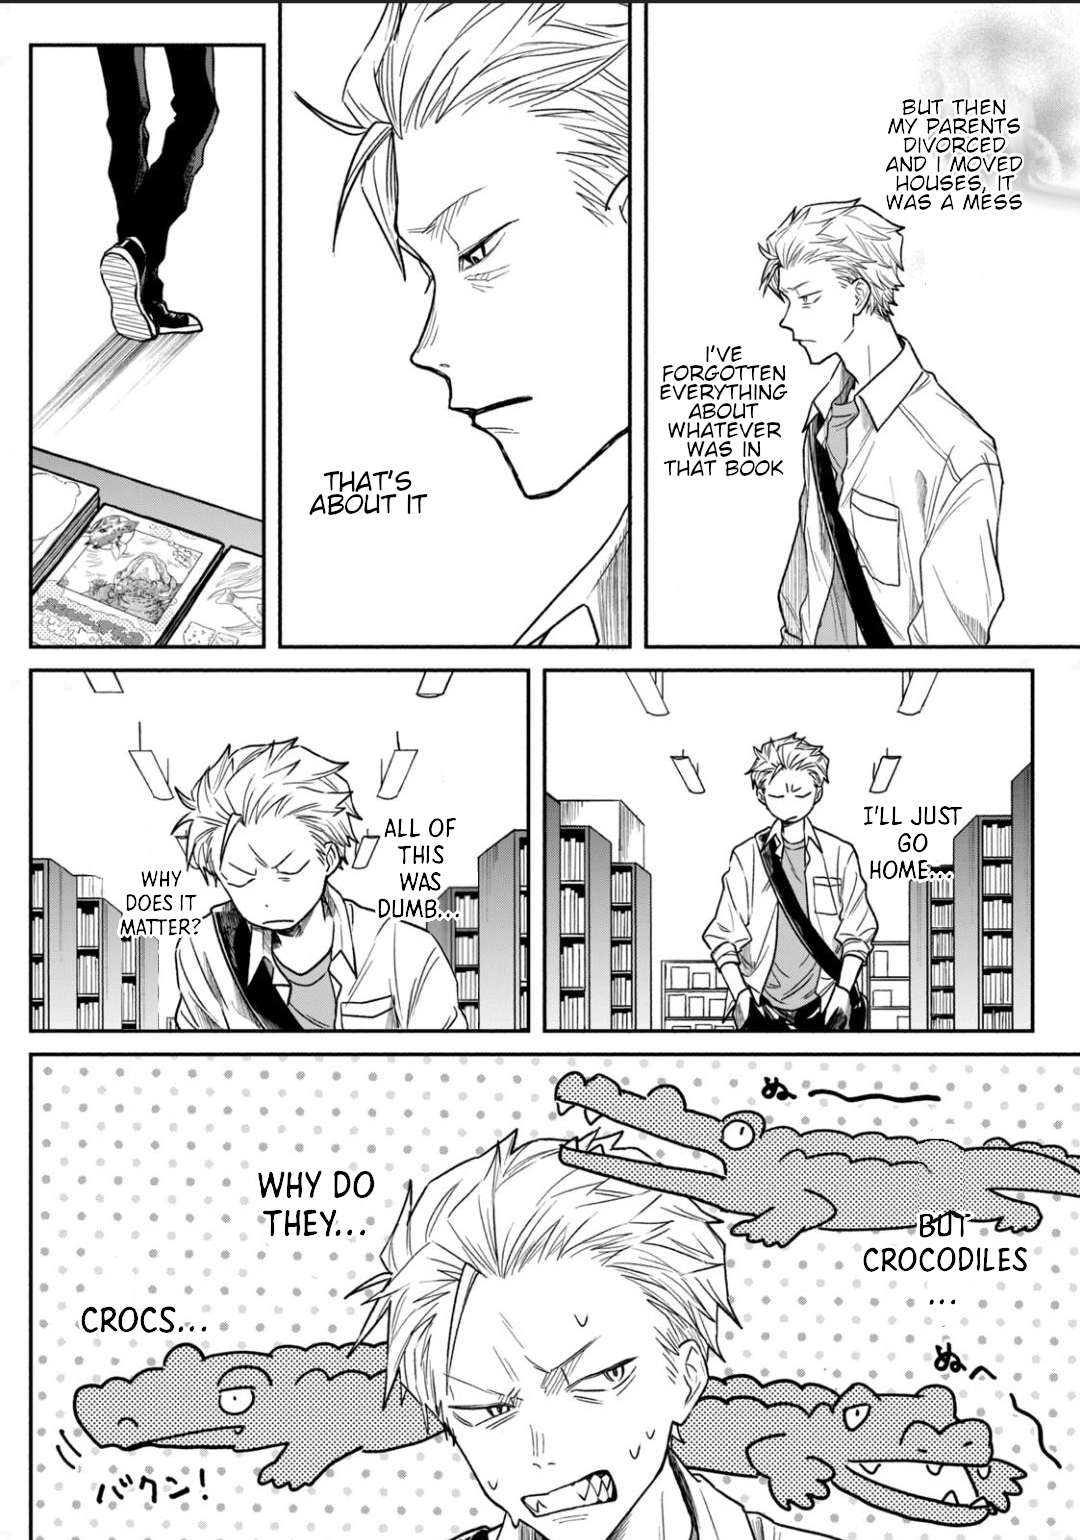 BUT THEN
MY PARENTS
DIVORCED
AND I MOVED
HOUSES, IT
WAS A MESS
I'VE
FORGOTTEN
EVERYTHING
ABOUT
WHATEVER
WAS IN
THAT BOOK
THAT'S
ABOUT IT
I'LL JUST
GO
HOME...
ALL OF
THIS
WAS
DUMB...
WHY
DOES IT
MATTER?
ぬ〜
BUT
CROCODILES
...
WHY DO
THEY...
CROCS...
ぬへ
バクン!